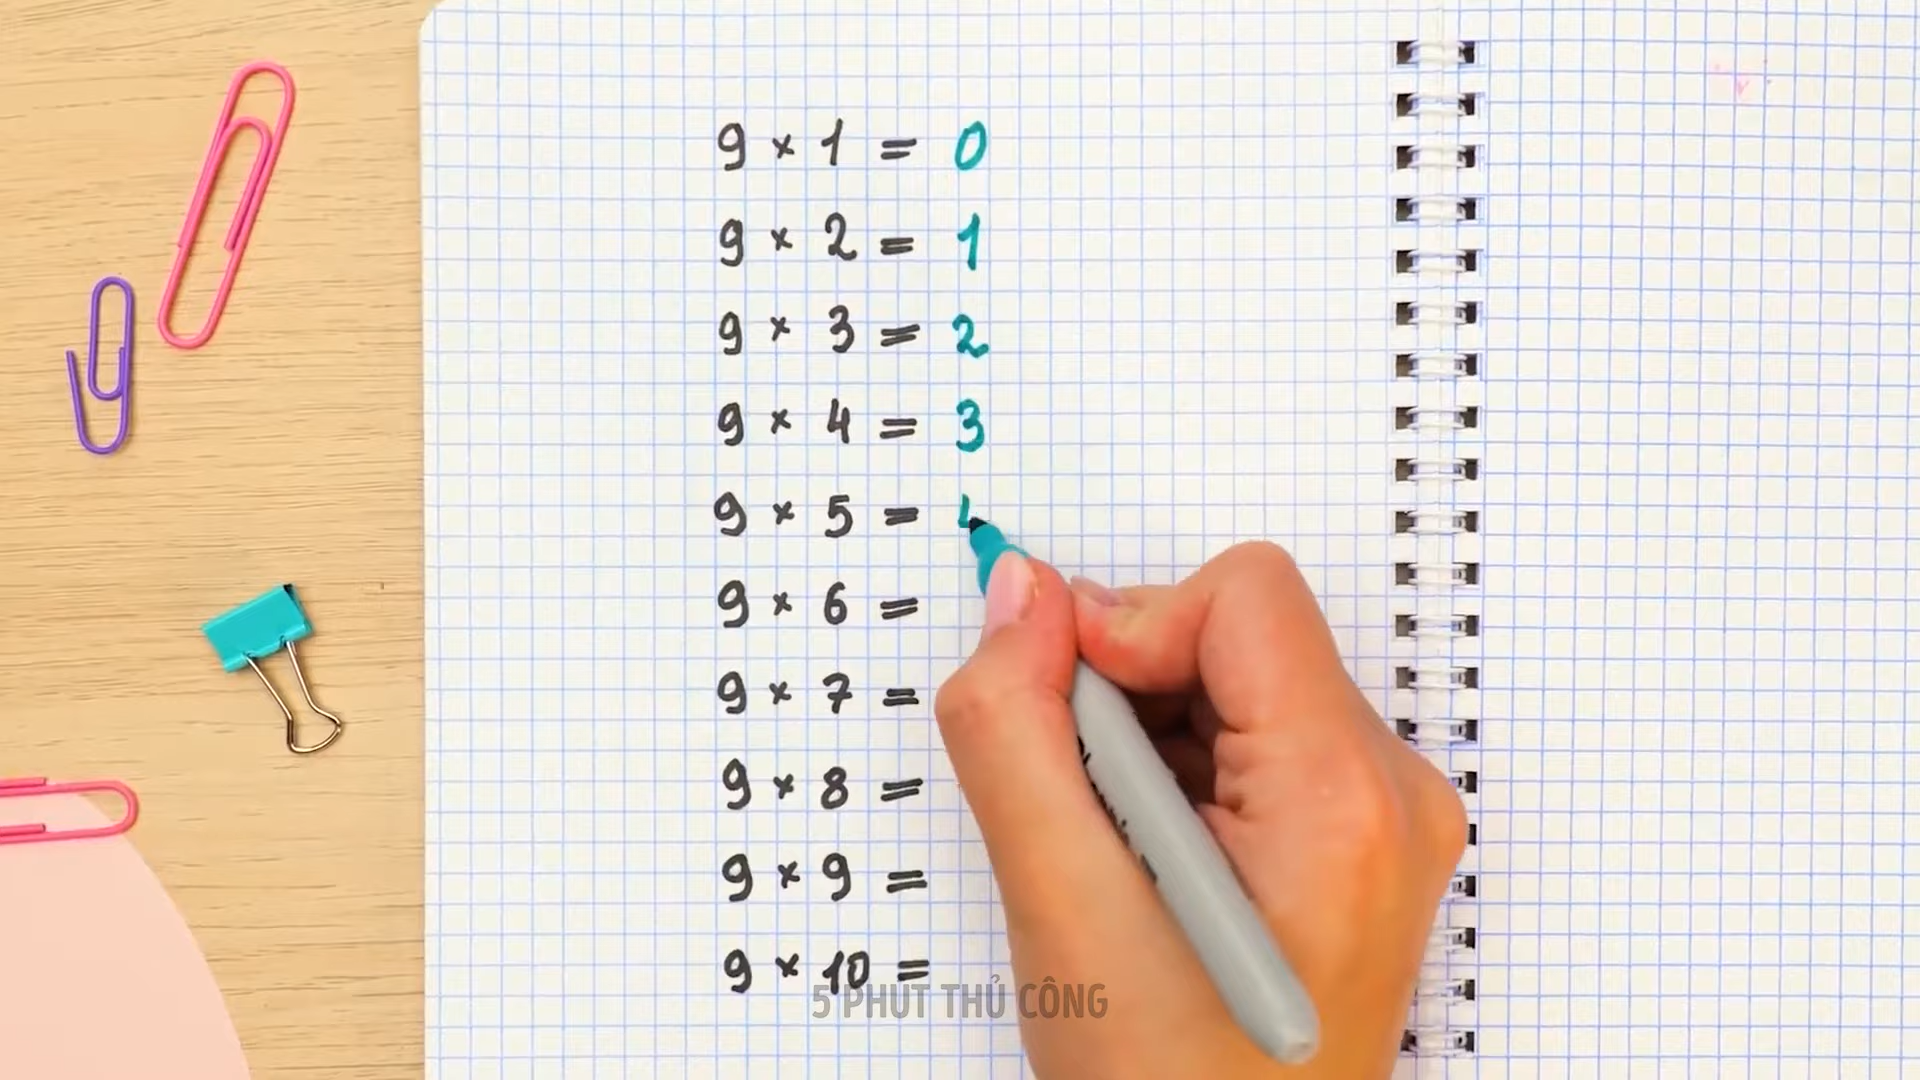 9 × 1 = 0
9 × 2 = 1
9 × 3 = 2
9 × 4 = 3
9 × 5 =
9 × 6 =
9 × 7 =
9 × 8 =
9 × 9 =
9 × 10 =
5 PHÚT THỦ CÔNG